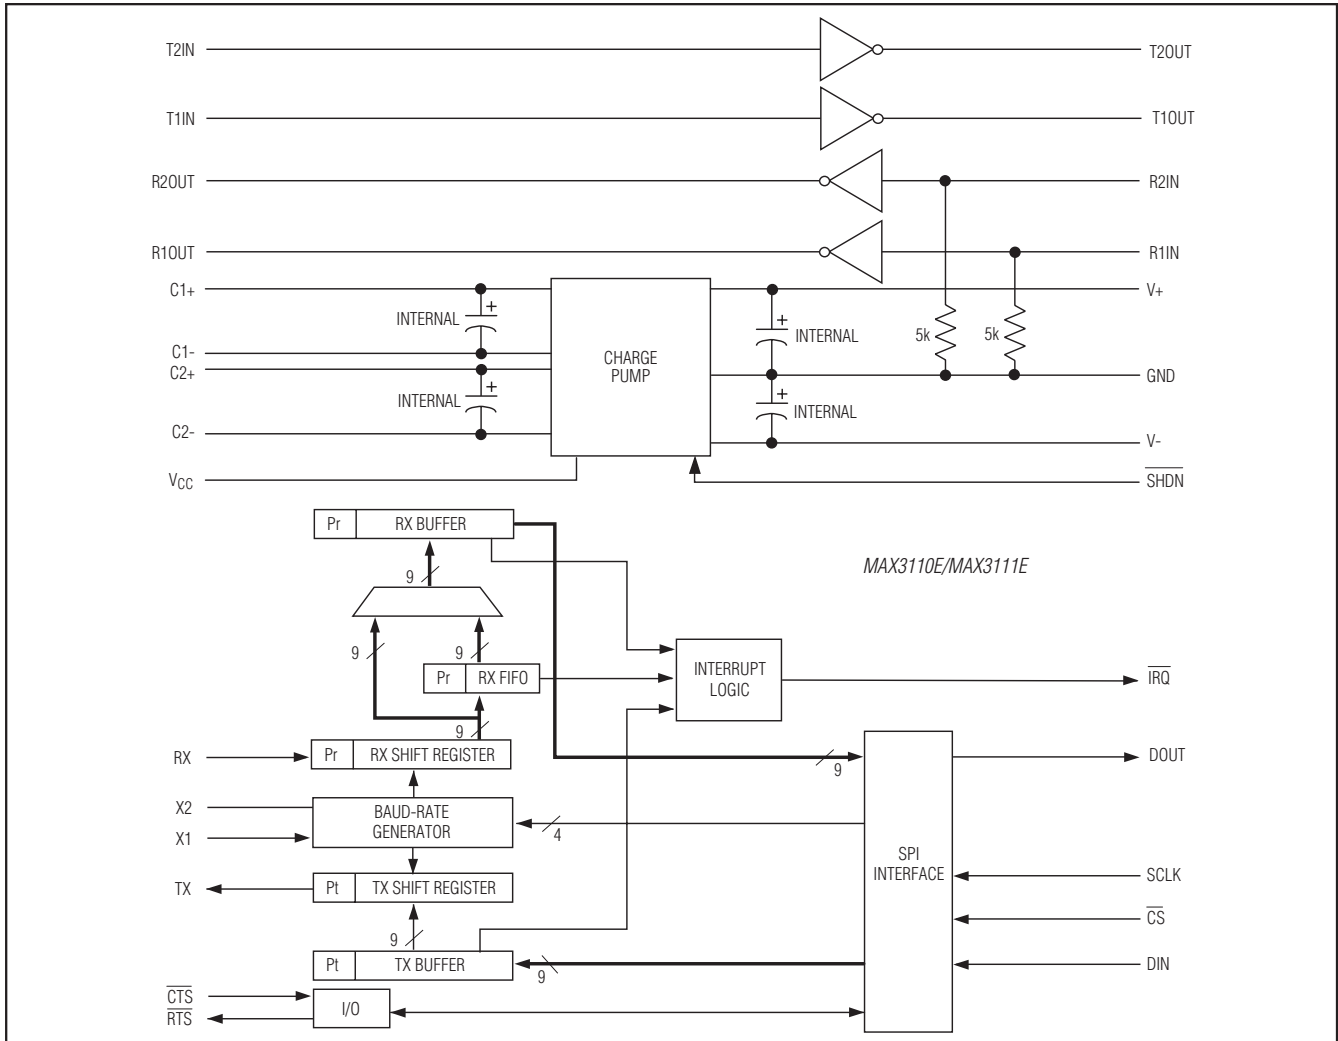 T2IN
T2OUT
T1IN
T1OUT
R2OUT
R2IN
R1OUT
R1IN
C1+
V+
+
INTERNAL
+
INTERNAL
5k
5k
C1-
C2+
CHARGE
PUMP
GND
+
INTERNAL
+
INTERNAL
C2-
V-
VCC
SHDN
Pr
RX BUFFER
MAX3110E/MAX3111E
9
9
9
Pr
RX FIFO
INTERRUPT
LOGIC
IRQ
9
RX
Pr
RX SHIFT REGISTER
9
DOUT
X2
X1
BAUD-RATE
GENERATOR
4
SPI
INTERFACE
TX
Pt
TX SHIFT REGISTER
SCLK
CS
9
Pt
TX BUFFER
9
DIN
CTS
RTS
I/O